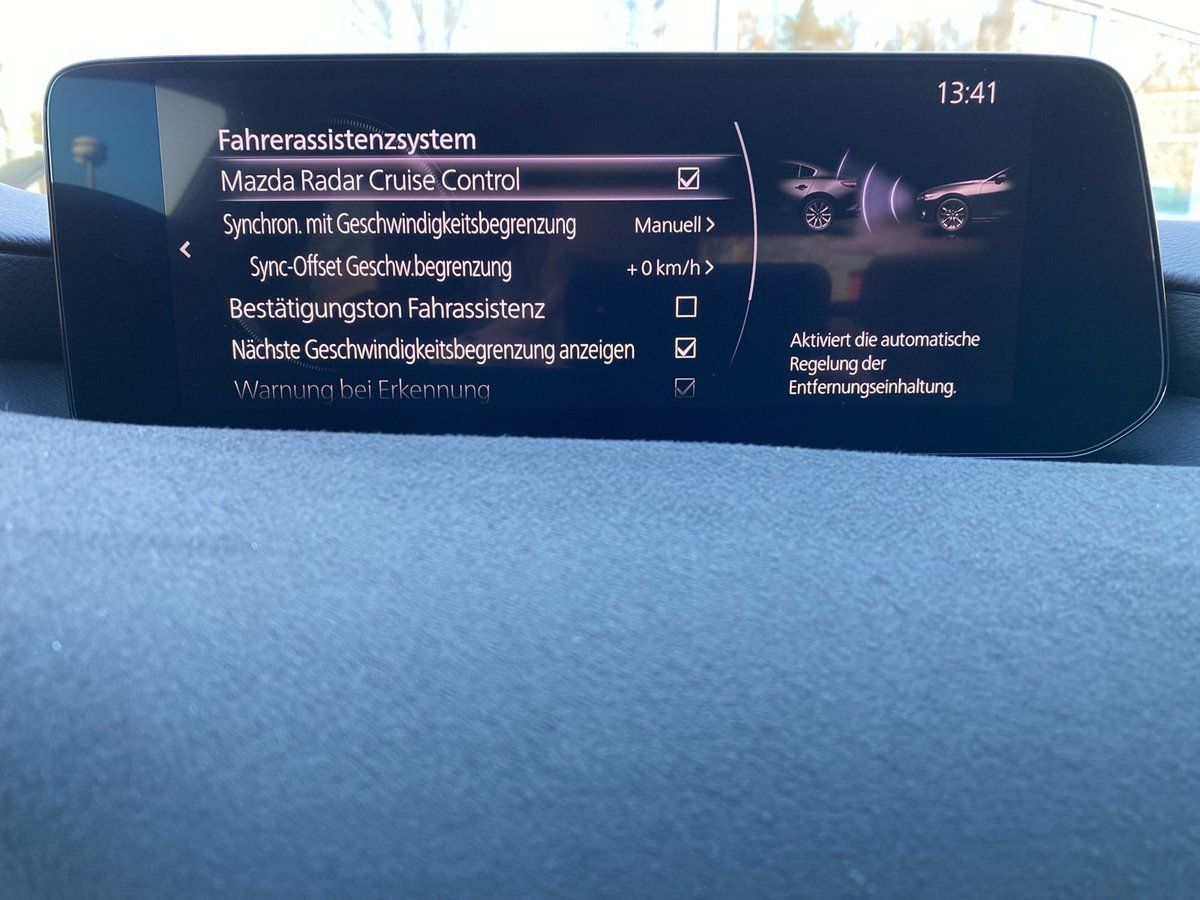 13:41
Fahrerassistenzsystem
Mazda Radar Cruise Control
Synchron. mit Geschwindigkeitsbegrenzung Manuell >
Sync-Offset Geschw.begrenzung +0 km/h >
Bestätigungston Fahrassistenz
Nächste Geschwindigkeitsbegrenzung anzeigen
Warnung bei Erkennung
Aktiviert die automatische
Regelung der
Entfernungseinhaltung.